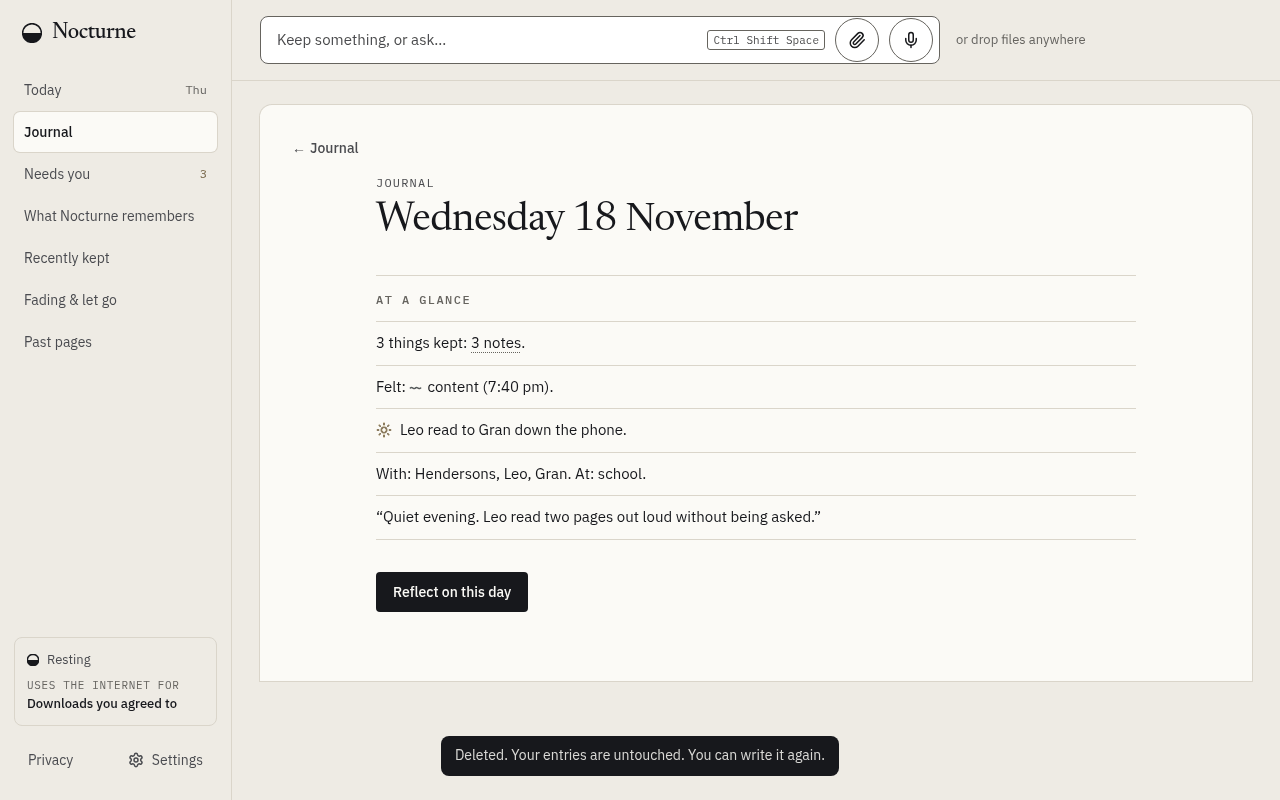 Nocturne
Today Thu
Journal
Needs you 3
What Nocturne remembers
Recently kept
Fading & let go
Past pages
Resting
USES THE INTERNET FOR
Downloads you agreed to
Privacy Settings
Keep something, or ask... Ctrl Shift Space or drop files anywhere
← Journal
JOURNAL
Wednesday 18 November
AT A GLANCE
3 things kept: 3 notes.
Felt: ~ content (7:40 pm).
Leo read to Gran down the phone.
With: Hendersons, Leo, Gran. At: school.
“Quiet evening. Leo read two pages out loud without being asked.”
Reflect on this day
Deleted. Your entries are untouched. You can write it again.